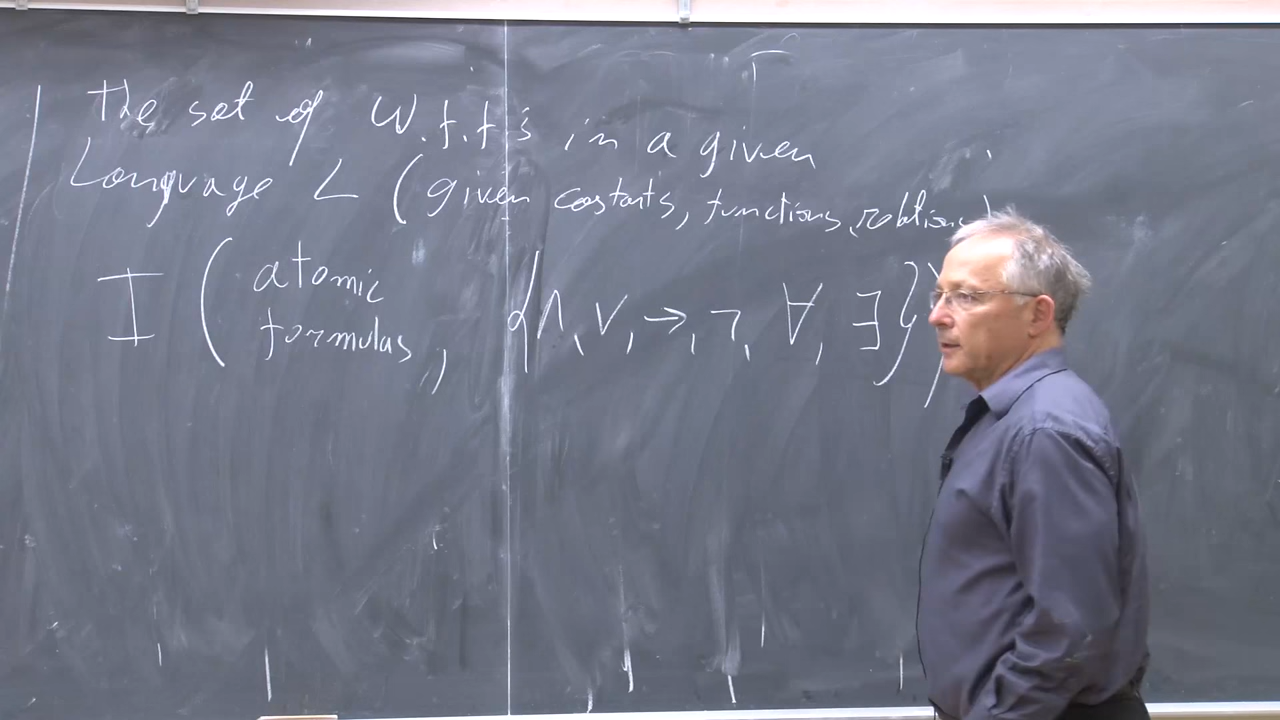 The set of W.f.f's in a given
Language L (given costants, functions, relations)
I ( atomic formulas, {∧, ∨, →, ¬, ∀, ∃})